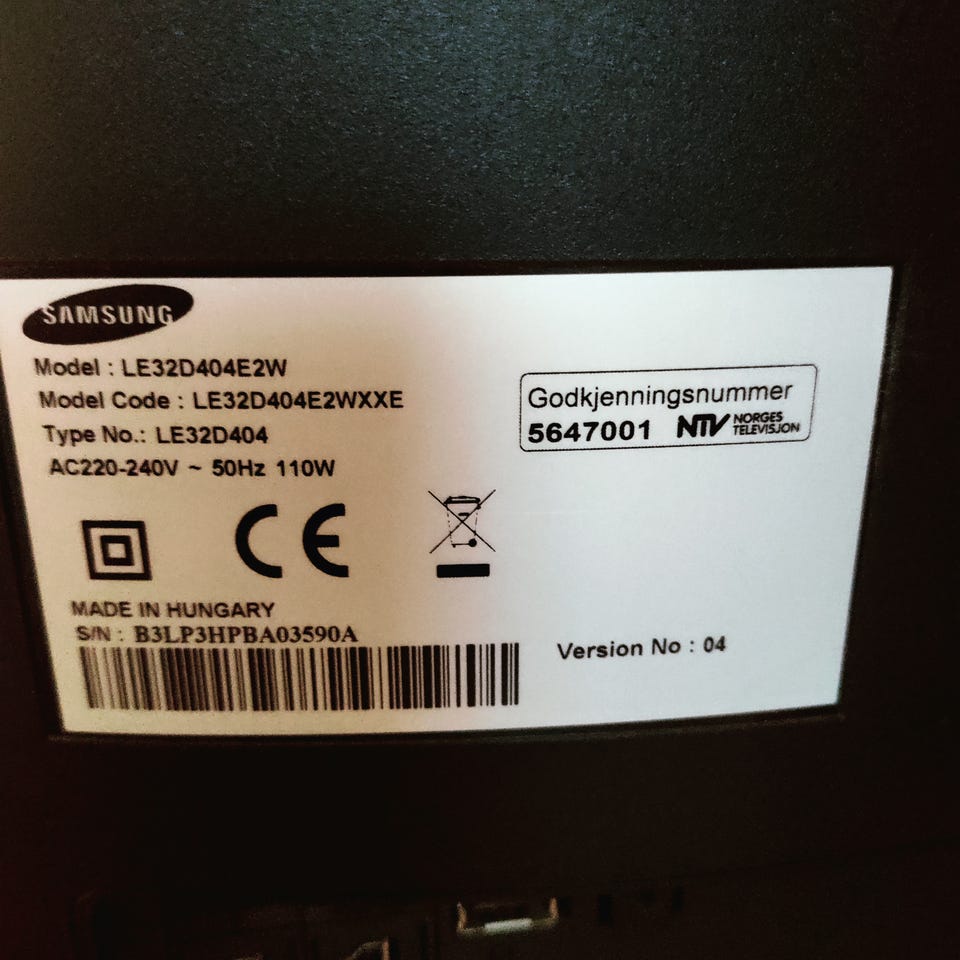 SAMSUNG
Model : LE32D404E2W
Model Code : LE32D404E2WXXE
Type No.: LE32D404
AC220-240V ~ 50Hz 110W
Godkjenningsnummer
5647001 NTV NORGES
TELEVISJON
CE
MADE IN HUNGARY
S/N : B3LP3HPBA03590A
Version No : 04